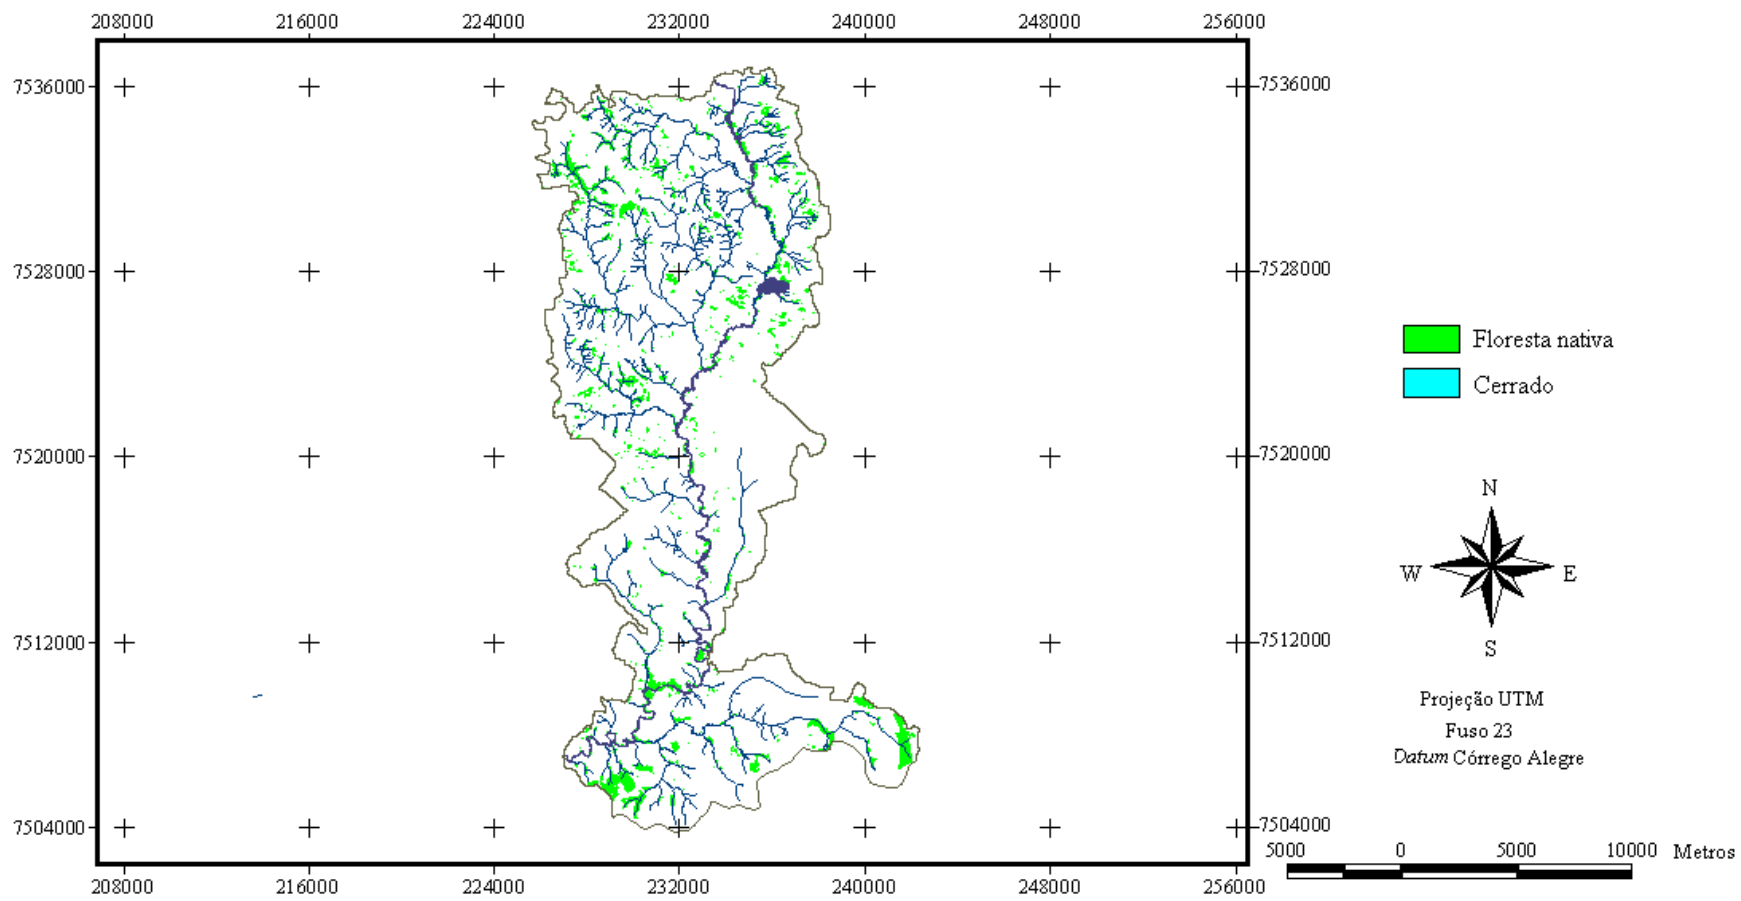 208000 216000 224000 232000 240000 248000 256000
7536000 7536000
7528000 7528000
Floresta nativa
Cerrado
7520000 7520000
N
W E
S
7512000 7512000
Projeção UTM
Fuso 23
Datum Córrego Alegre
7504000 7504000
5000 0 5000 10000 Metros
208000 216000 224000 232000 240000 248000 256000